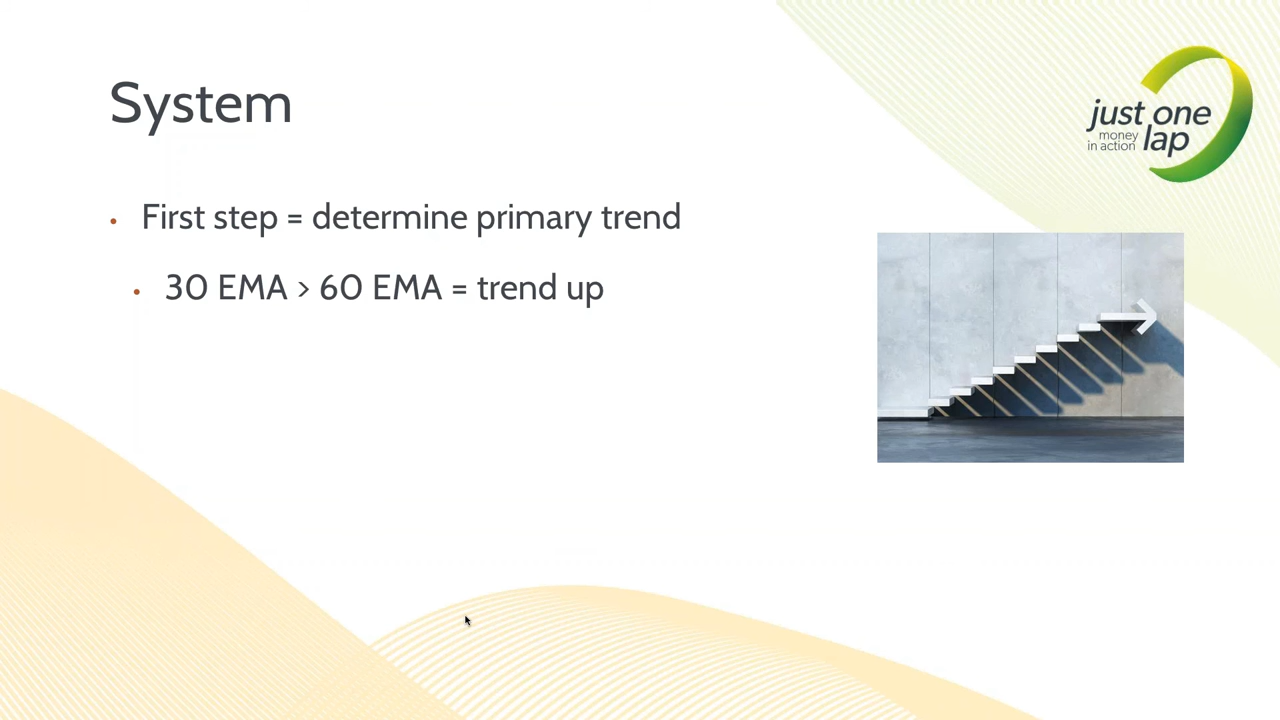 System
just one
money
in action lap
• First step = determine primary trend
• 30 EMA > 60 EMA = trend up